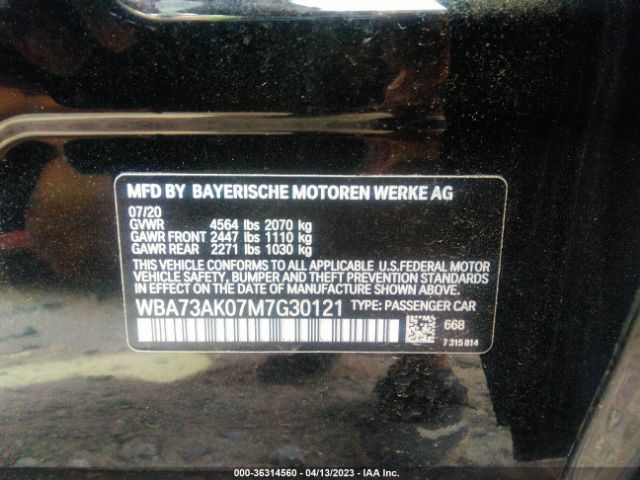 MFD BY BAYERISCHE MOTOREN WERKE AG
07/20
GVWR 4564 lbs 2070 kg
GAWR FRONT 2447 lbs 1110 kg
GAWR REAR 2271 lbs 1030 kg
THIS VEHICLE CONFORMS TO ALL APPLICABLE U.S.FEDERAL MOTOR
VEHICLE SAFETY, BUMPER AND THEFT PREVENTION STANDARDS
IN EFFECT ON THE DATE OF MANUFACTURE SHOWN ABOVE.
WBA73AK07M7G30121 TYPE: PASSENGER CAR
668
7 315 814
000-36314560 - 04/13/2023 - IAA Inc.